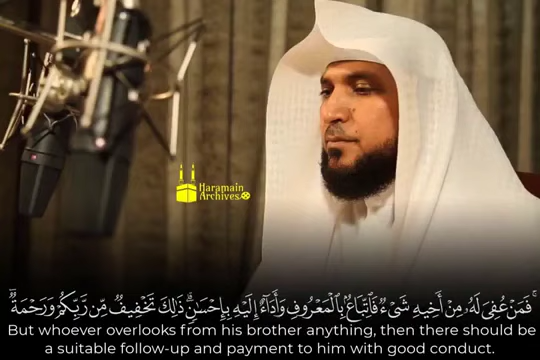 Haramain
Archives
فَمَنْ عُفِىَ لَهُۥ مِنْ أَخِيهِ شَىْءٌ فَٱتِّبَاعٌۢ بِٱلْمَعْرُوفِ وَأَدَآءٌ إِلَيْهِ بِإِحْسَٰنٍۗ ذَٰلِكَ تَخْفِيفٌ مِّن رَّبِّكُمْ وَرَحْمَةٌۗ
But whoever overlooks from his brother anything, then there should be
a suitable follow-up and payment to him with good conduct.